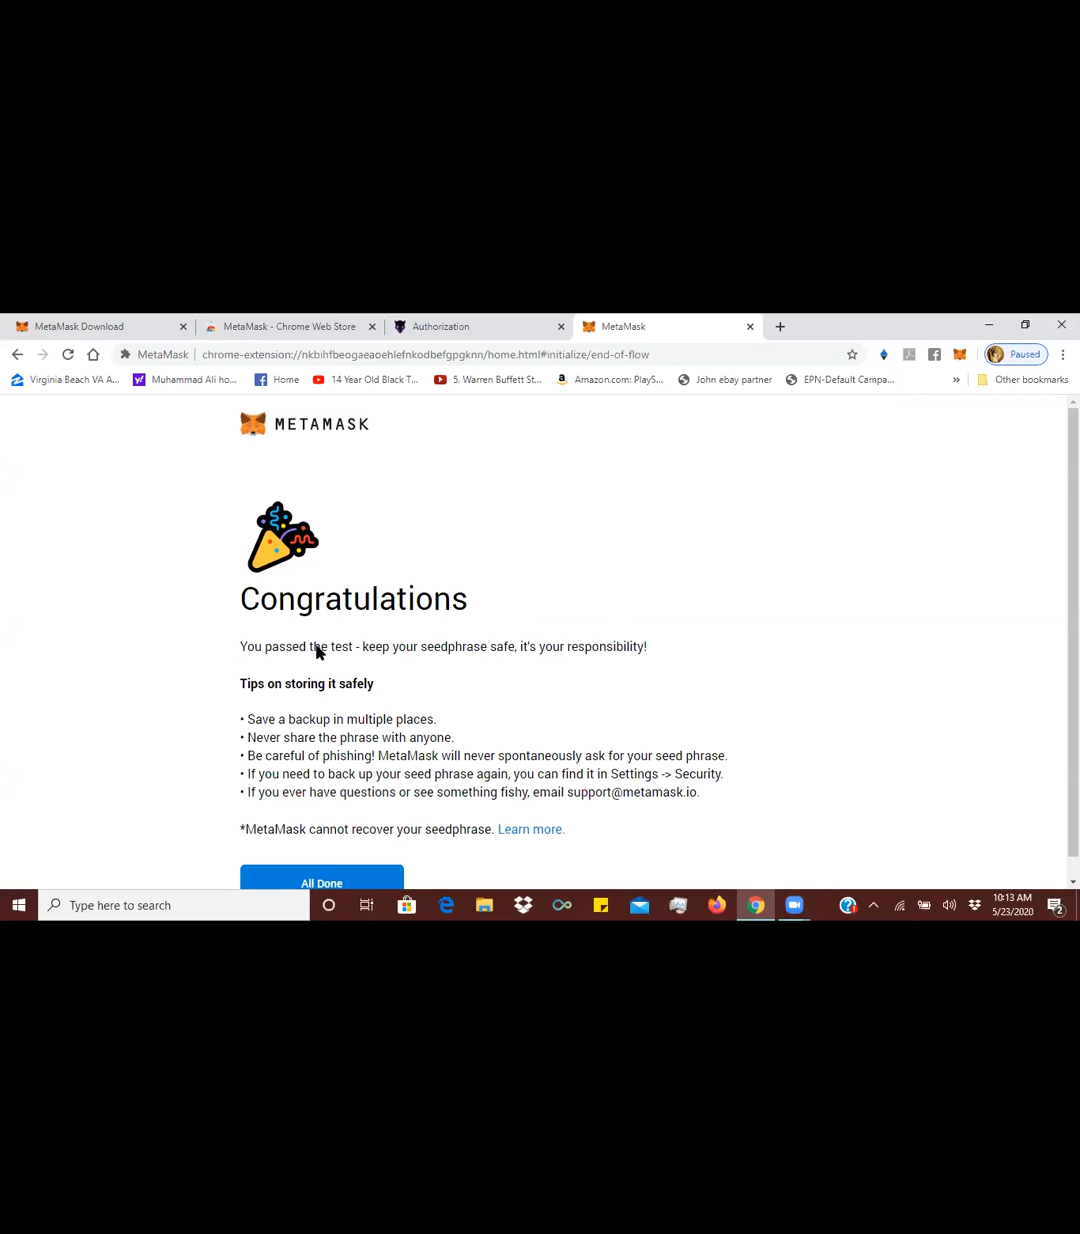 MetaMask Download
MetaMask - Chrome Web Store
Authorization
MetaMask
MetaMask
chrome-extension://nkbihfbeogaeaoehlefnkodbefgpgknn/home.html#initialize/end-of-flow
Paused
Virginia Beach VA A...
Muhammad Ali ho...
Home
14 Year Old Black T...
5. Warren Buffett St...
Amazon.com: PlayS...
John ebay partner
EPN-Default Campa...
»
Other bookmarks
METAMASK
Congratulations
You passed the test - keep your seedphrase safe, it's your responsibility!
Tips on storing it safely
• Save a backup in multiple places.
• Never share the phrase with anyone.
• Be careful of phishing! MetaMask will never spontaneously ask for your seed phrase.
• If you need to back up your seed phrase again, you can find it in Settings -> Security.
• If you ever have questions or see something fishy, email support@metamask.io.
*MetaMask cannot recover your seedphrase. Learn more.
All Done
Type here to search
10:13 AM
5/23/2020
2